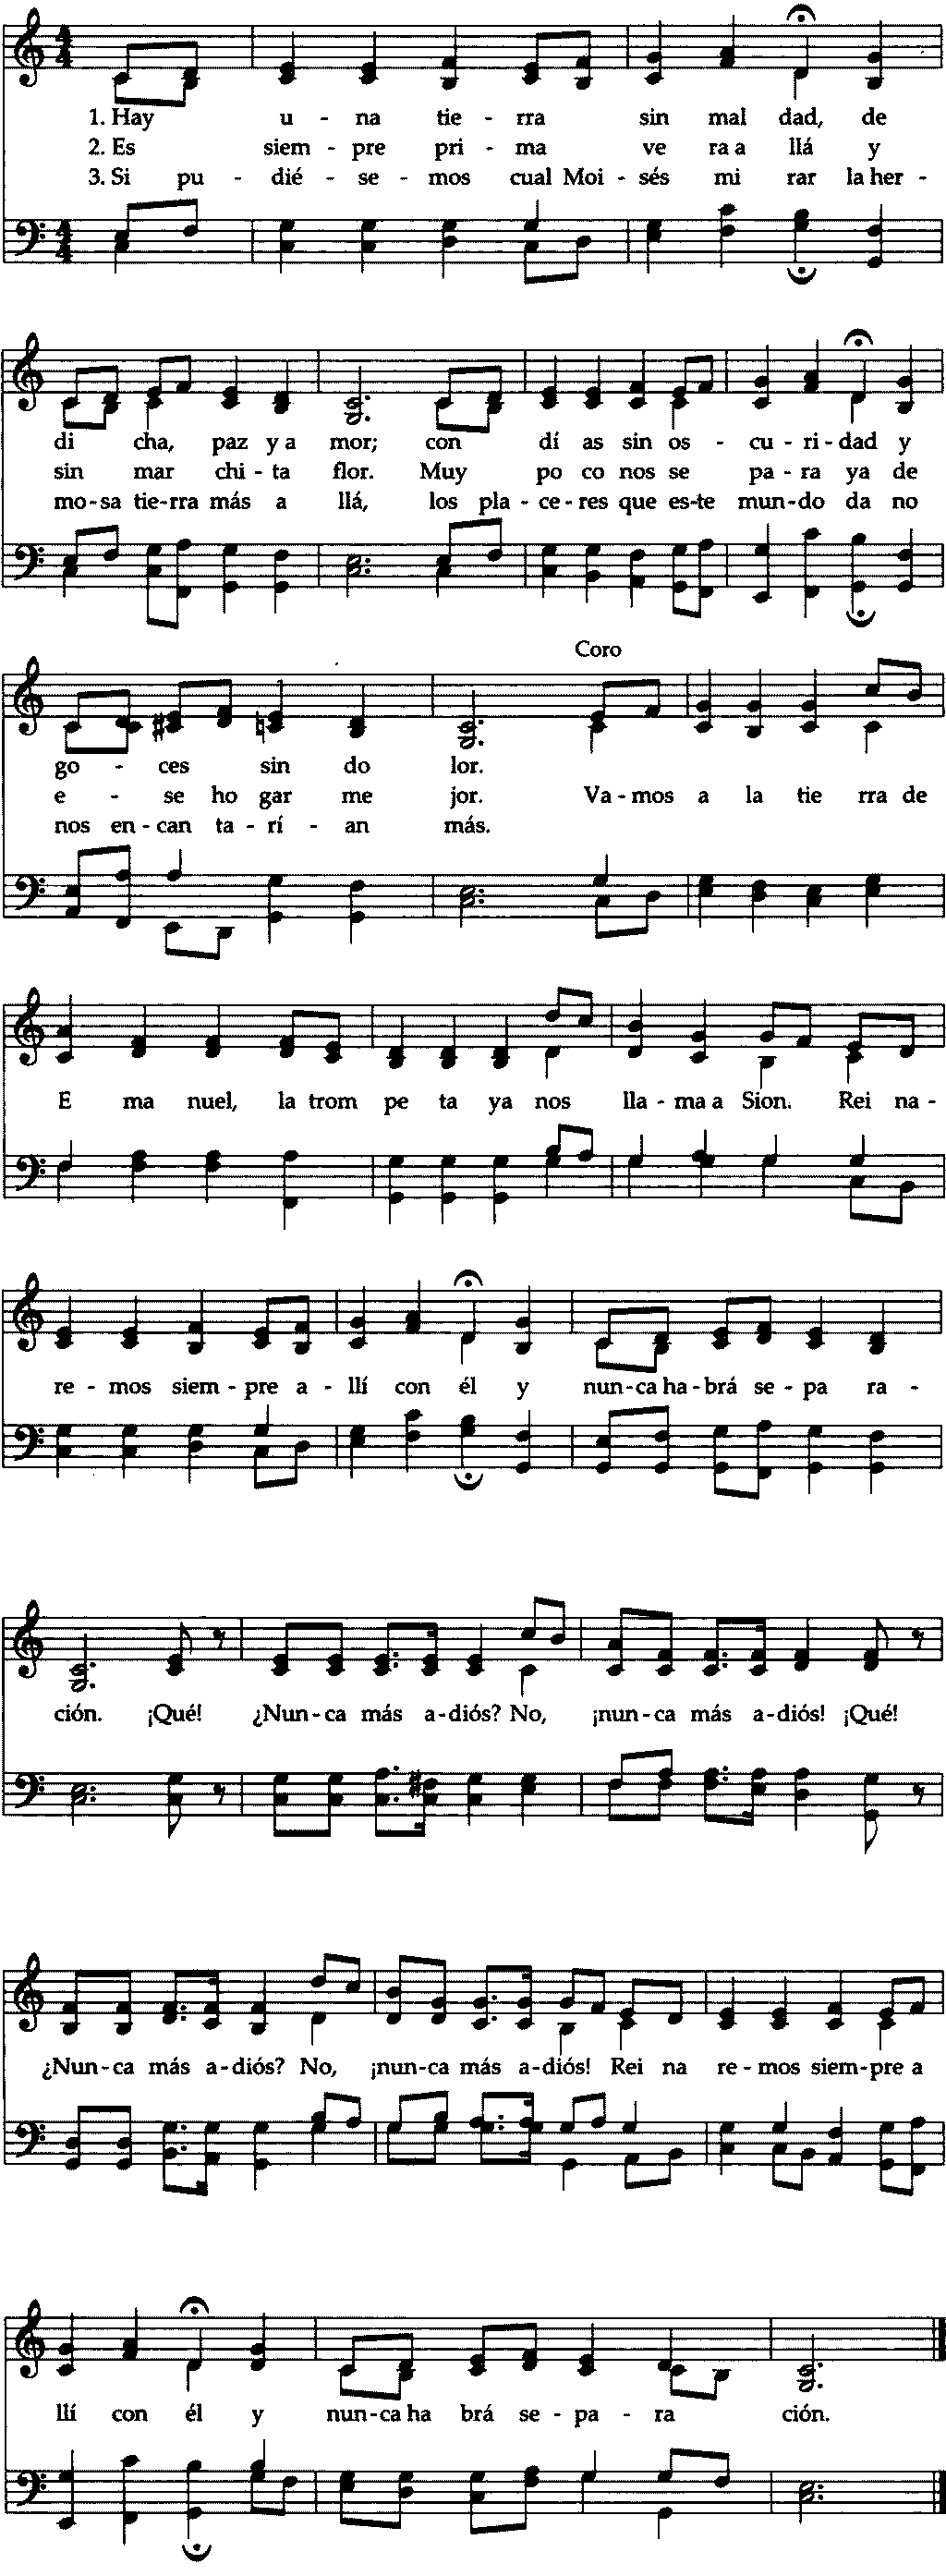 1. Hay u - na tie - rra sin mal dad, de
2. Es siem - pre pri - ma ve ra a llá y
3. Si pu - dié - se - mos cual Moi - sés mi rar la her -
di cha, paz y a mor; con dí as sin os - cu - ri - dad y
sin mar chi - ta flor. Muy po co nos se pa - ra ya de
mo - sa tie - rra más a llá, los pla - ce - res que es - te mun - do da no
Coro
go - ces sin do lor.
e - se ho gar me jor. Va - mos a la tie rra de
nos en - can ta - rí - an más.
E ma nuel, la trom pe ta ya nos lla - ma a Sion. Rei na -
re - mos siem - pre a - llí con él y nun - ca ha - brá se - pa ra -
ción. ¡Qué! ¿Nun - ca más a - diós? No, ¡nun - ca más a - diós! ¡Qué!
¿Nun - ca más a - diós? No, ¡nun - ca más a - diós! Rei na re - mos siem - pre a
llí con él y nun - ca ha brá se - pa - ra ción.